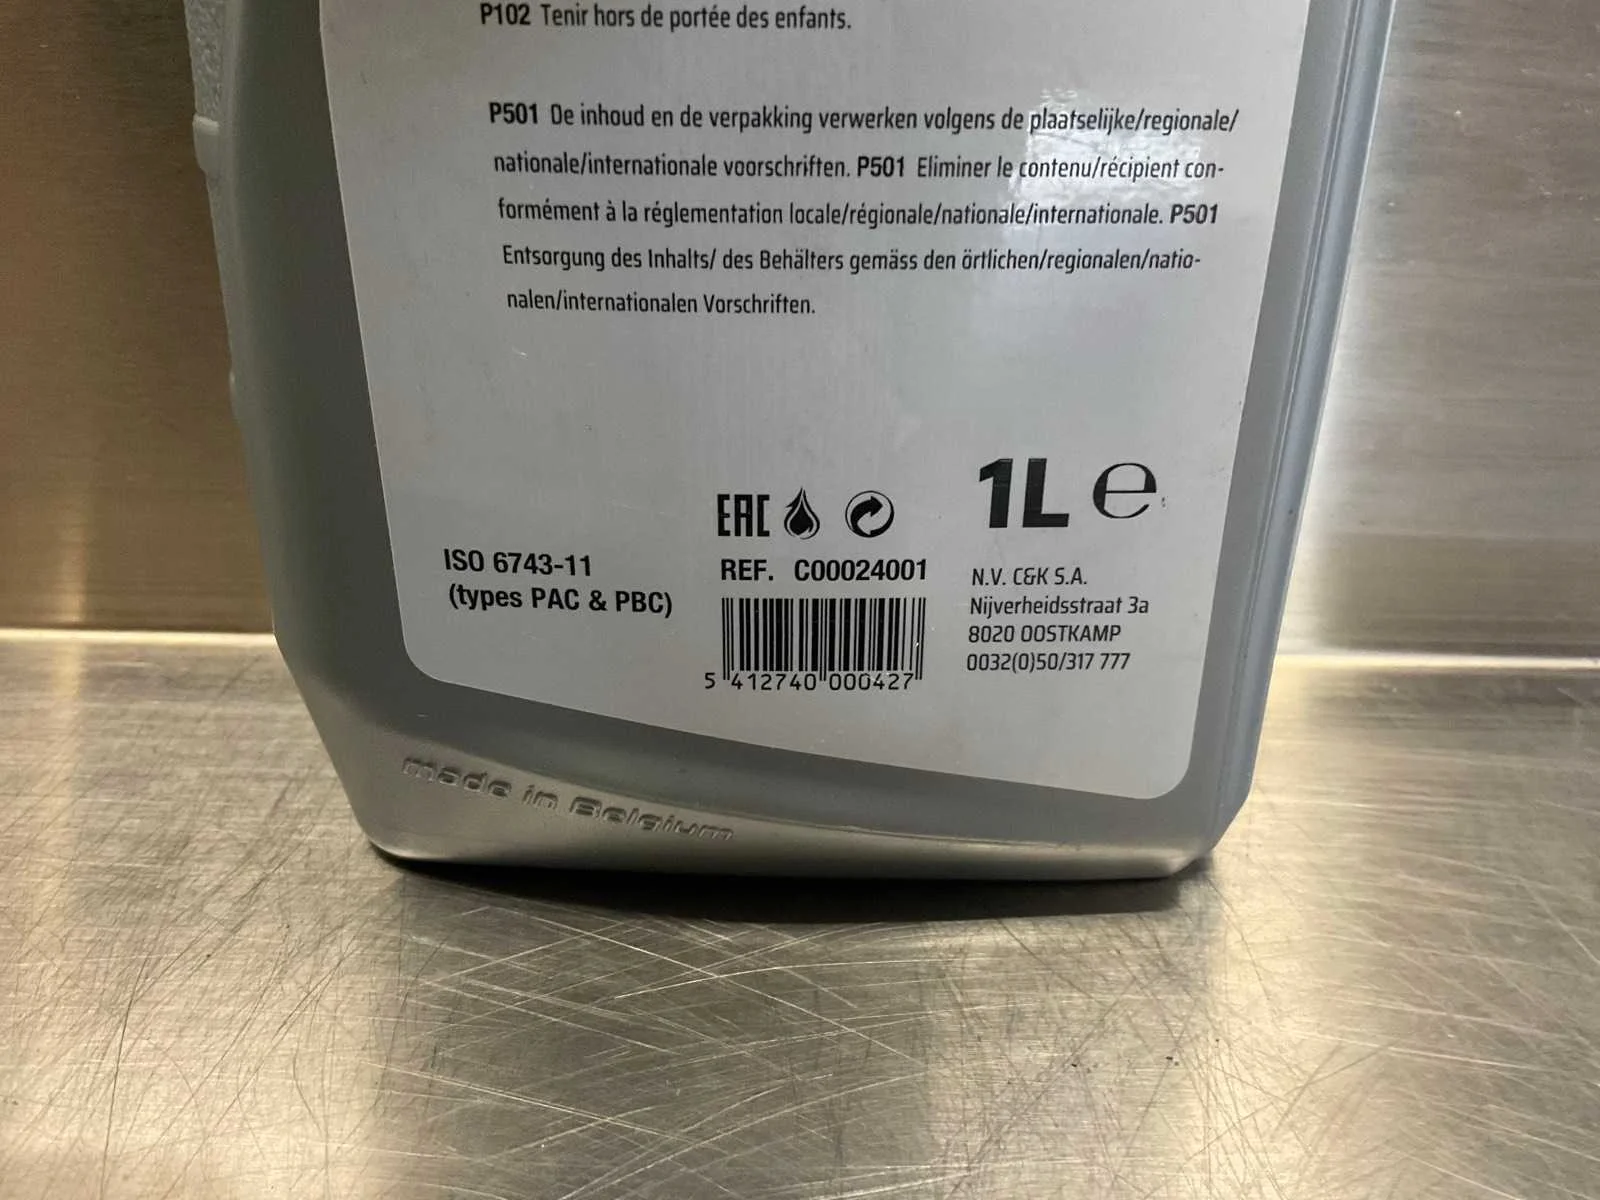 P102 Tenir hors de portée des enfants.
P501 De inhoud en de verpakking verwerken volgens de plaatselijke/regionale/
nationale/internationale voorschriften. P501 Eliminer le contenu/récipient con-
formément à la réglementation locale/régionale/nationale/internationale. P501
Entsorgung des Inhalts/ des Behälters gemäss den örtlichen/regionalen/natio-
nalen/internationalen Vorschriften.
1L e
EAC
ISO 6743-11
(types PAC & PBC)
REF. C00024001
5 412740 000427
N.V. C&K S.A.
Nijverheidsstraat 3a
8020 OOSTKAMP
0032(0)50/317 777
made in Belgium